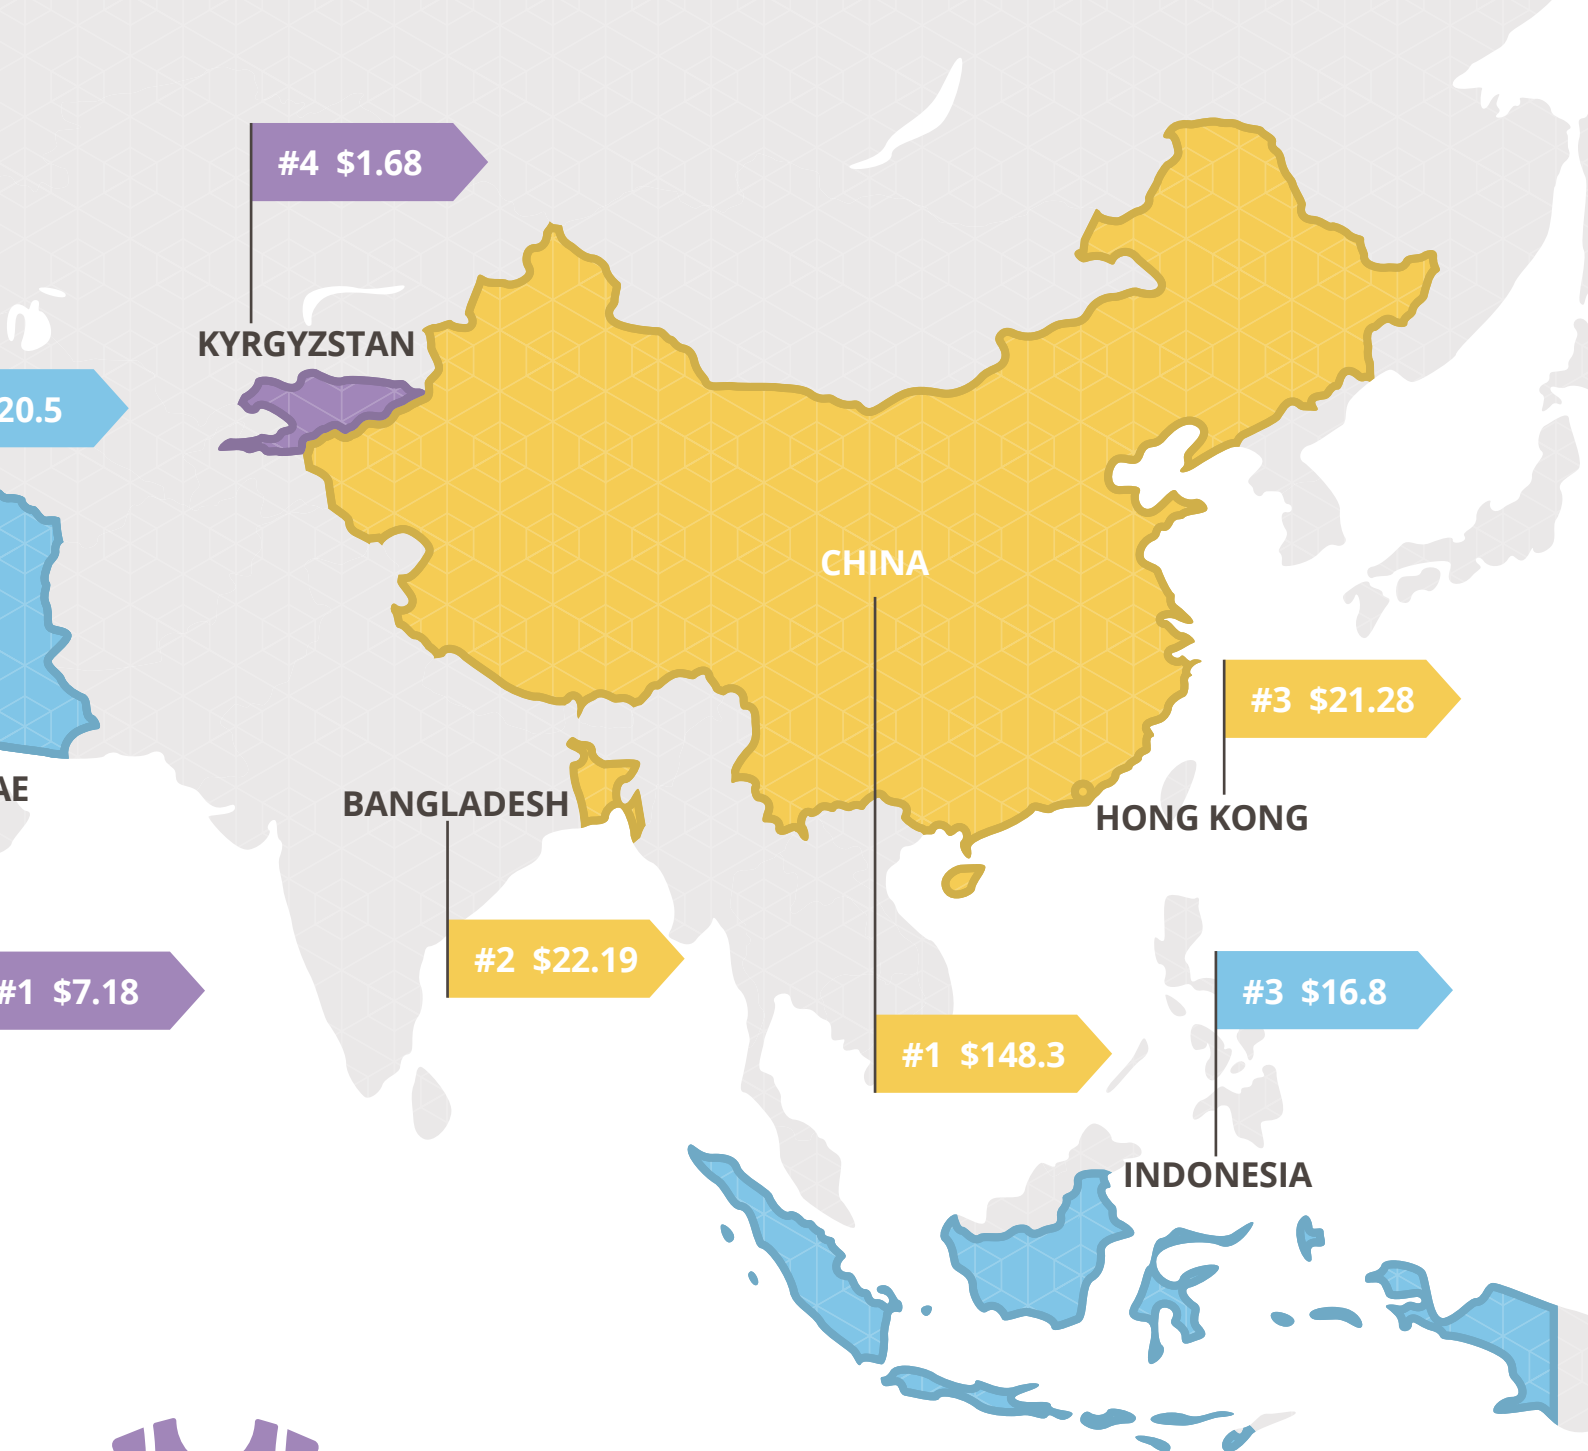 #4 $1.68
KYRGYZSTAN
20.5
CHINA
#3 $21.28
AE
BANGLADESH
HONG KONG
#2 $22.19
#1 $7.18
#3 $16.8
#1 $148.3
INDONESIA